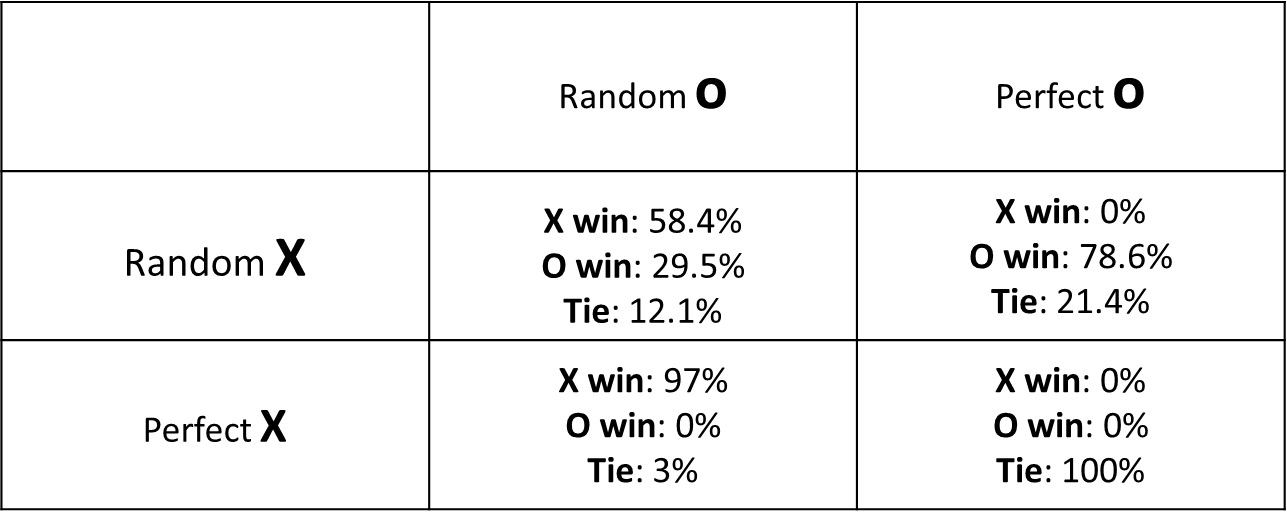 Random O
Perfect O
Random X
X win: 58.4%
O win: 29.5%
Tie: 12.1%
X win: 0%
O win: 78.6%
Tie: 21.4%
Perfect X
X win: 97%
O win: 0%
Tie: 3%
X win: 0%
O win: 0%
Tie: 100%